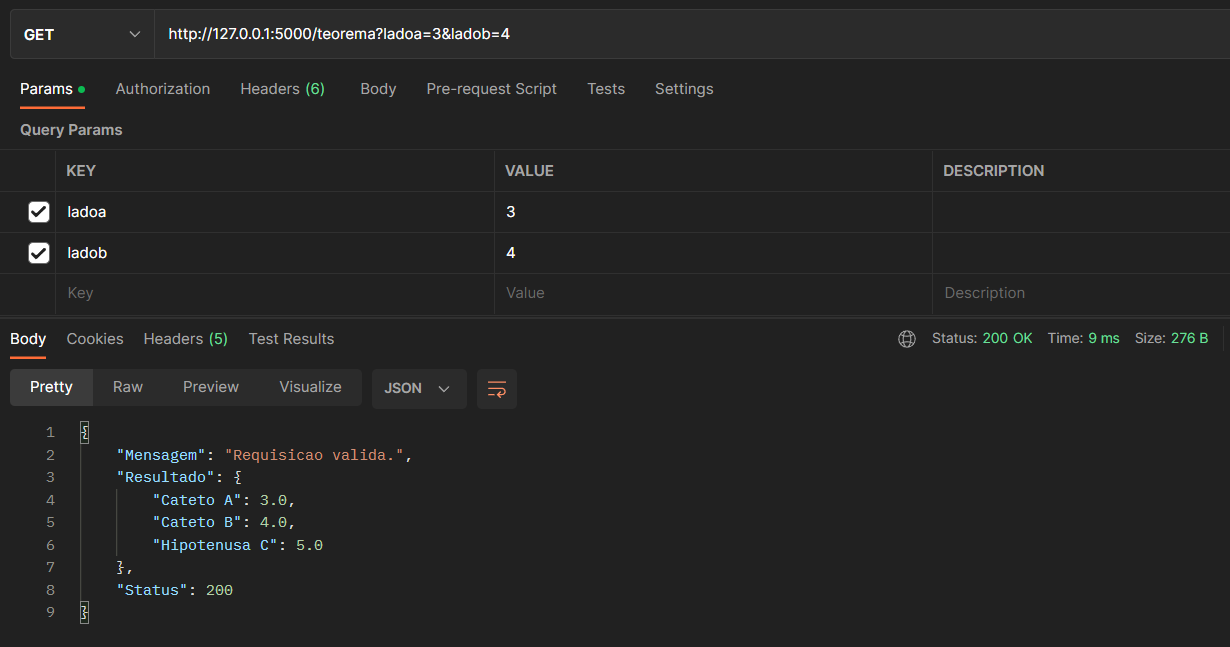 GET http://127.0.0.1:5000/teorema?ladoa=3&ladob=4
Params Authorization Headers (6) Body Pre-request Script Tests Settings
Query Params
KEY VALUE DESCRIPTION
ladoa 3
ladob 4
Key Value Description
Body Cookies Headers (5) Test Results Status: 200 OK Time: 9 ms Size: 276 B
Pretty Raw Preview Visualize JSON
1 {
2 "Mensagem": "Requisicao valida.",
3 "Resultado": {
4 "Cateto A": 3.0,
5 "Cateto B": 4.0,
6 "Hipotenusa C": 5.0
7 },
8 "Status": 200
9 }